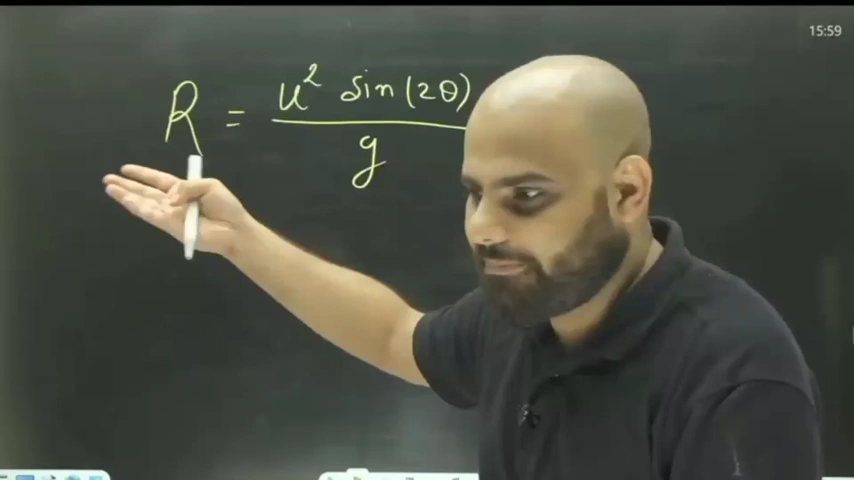 15:59
R = u² sin(2θ) / g